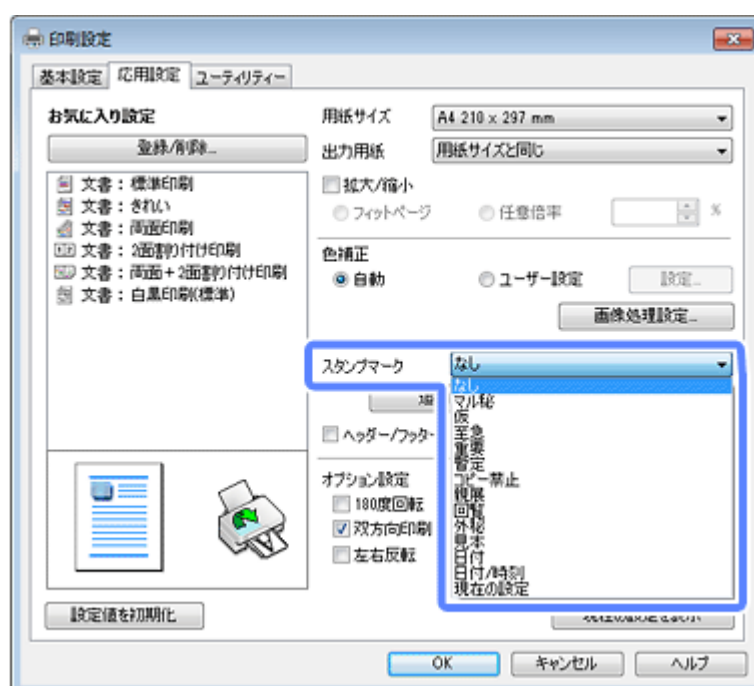 印刷設定
基本設定 応用設定 ユーティリティー
お気に入り設定
登録/削除...
文書：標準印刷
文書：きれい
文書：両面印刷
文書：2面割り付け印刷
文書：両面＋2面割り付け印刷
文書：白黒印刷(標準)
設定値を初期化
用紙サイズ A4 210 x 297 mm
出力用紙 用紙サイズと同じ
拡大/縮小
フィットページ 任意倍率 %
色補正
自動 ユーザー設定 設定...
画像処理設定...
スタンプマーク なし
なし
マル秘
仮
至急
重要
暫定
コピー禁止
親展
回覧
外秘
見本
日付
日付/時刻
現在の設定
ヘッダー/フッター
オプション設定
180度回転
双方向印刷
左右反転
OK キャンセル ヘルプ